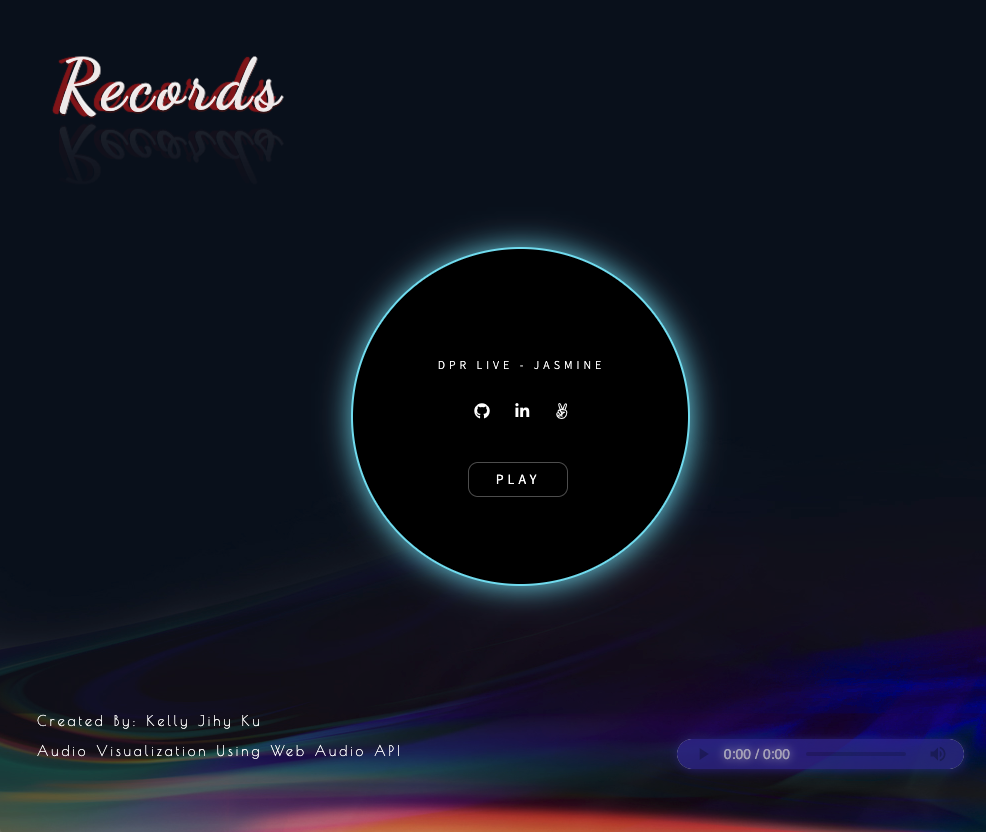 Records
DPR LIVE - JASMINE
in
PLAY
Created By: Kelly Jihy Ku
Audio Visualization Using Web Audio API
0:00 / 0:00